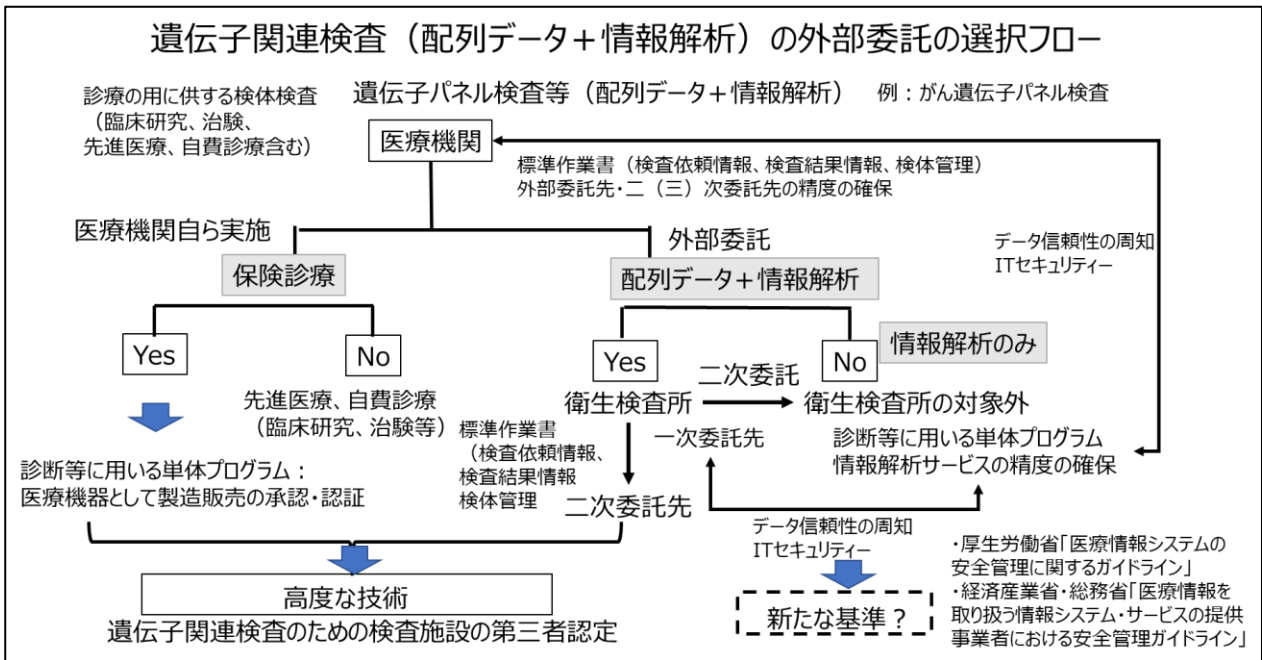 遺伝子関連検査（配列データ＋情報解析）の外部委託の選択フロー
診療の用に供する検体検査
（臨床研究、治験、
先進医療、自費診療含む）
遺伝子パネル検査等（配列データ＋情報解析）
例：がん遺伝子パネル検査
医療機関
標準作業書（検査依頼情報、検査結果情報、検体管理）
外部委託先・二（三）次委託先の精度の確保
医療機関自ら実施
外部委託
データ信頼性の周知
ITセキュリティー
保険診療
配列データ＋情報解析
Yes
No
Yes
No
情報解析のみ
二次委託
先進医療、自費診療
（臨床研究、治験等）
衛生検査所
衛生検査所の対象外
標準作業書
（検査依頼情報、
検査結果情報
検体管理
一次委託先
診断等に用いる単体プログラム
情報解析サービスの精度の確保
診断等に用いる単体プログラム：
医療機器として製造販売の承認・認証
二次委託先
データ信頼性の周知
ITセキュリティー
・厚生労働省「医療情報システムの
安全管理に関するガイドライン」
・経済産業省・総務省「医療情報を
取り扱う情報システム・サービスの提供
事業者における安全管理ガイドライン」
高度な技術
新たな基準？
遺伝子関連検査のための検査施設の第三者認定